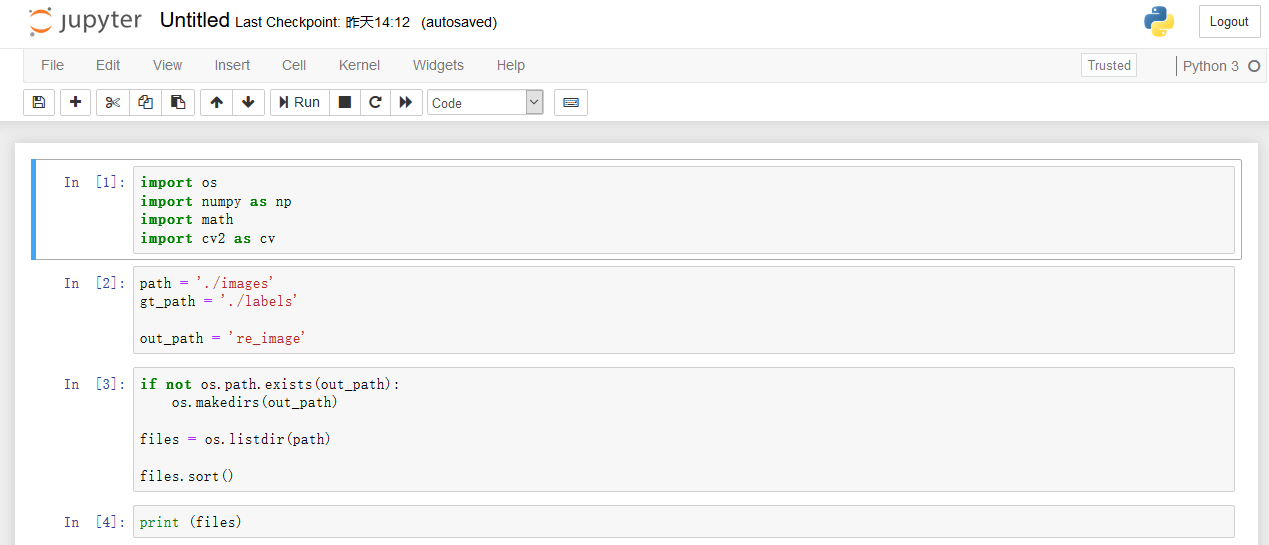 jupyter Untitled Last Checkpoint: 昨天14:12 (autosaved)
Logout
File Edit View Insert Cell Kernel Widgets Help
Trusted Python 3
Run Code
In [1]: import os
import numpy as np
import math
import cv2 as cv
In [2]: path = './images'
gt_path = './labels'
out_path = 're_image'
In [3]: if not os.path.exists(out_path):
    os.makedirs(out_path)
files = os.listdir(path)
files.sort()
In [4]: print (files)